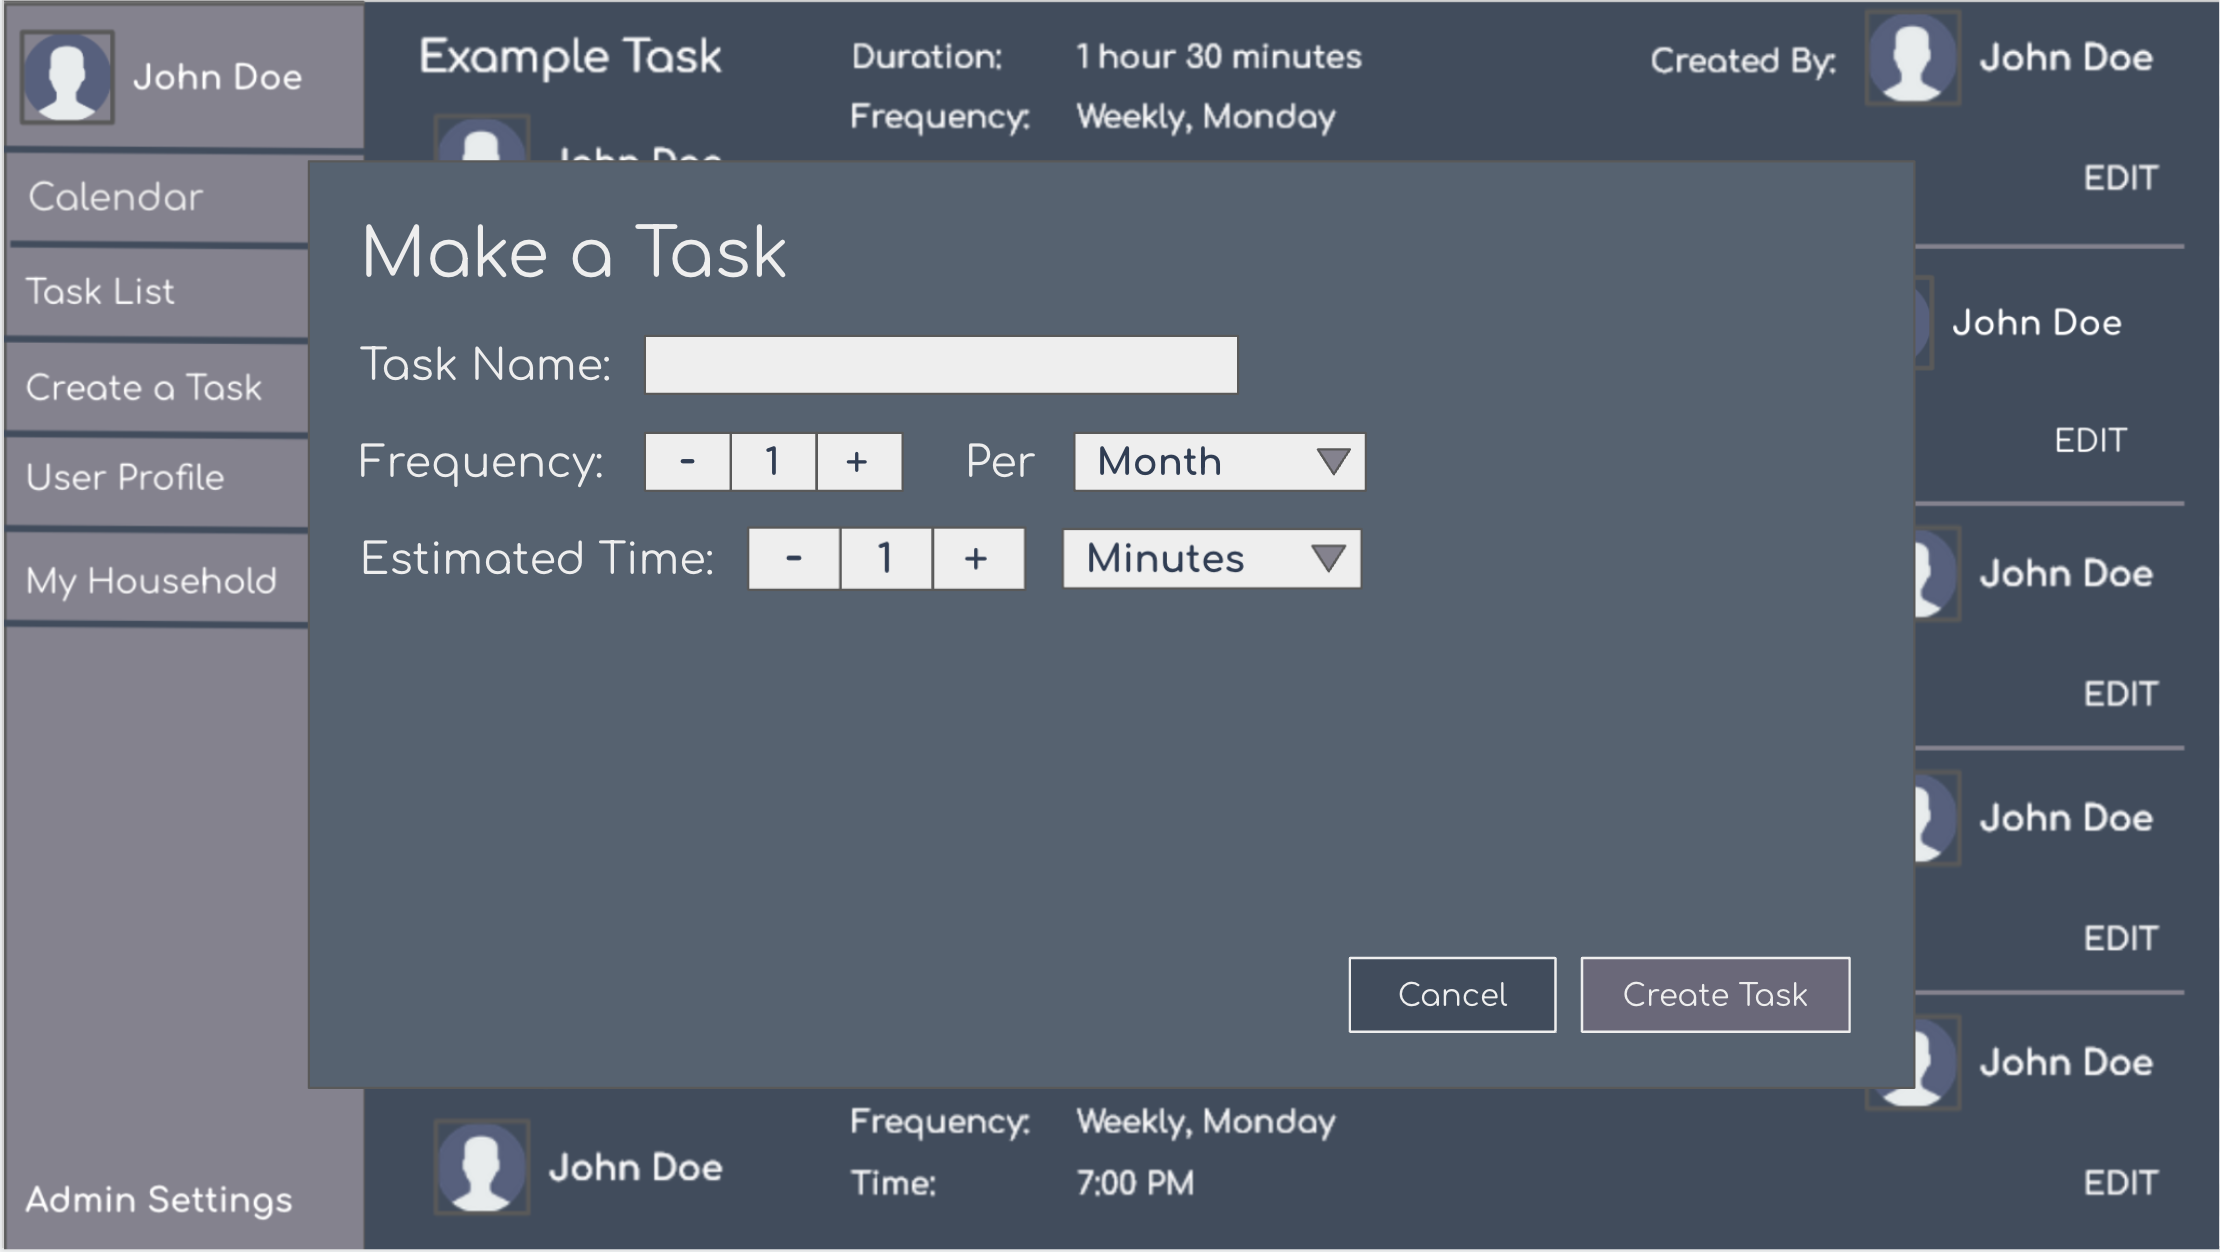 John Doe
Calendar
Task List
Create a Task
User Profile
My Household
Admin Settings
Example Task
Duration: 1 hour 30 minutes
Frequency: Weekly, Monday
Created By: John Doe
John Doe
EDIT
Make a Task
Task Name:
Frequency: - 1 + Per Month
Estimated Time: - 1 + Minutes
Cancel Create Task
John Doe
EDIT
John Doe
EDIT
John Doe
EDIT
John Doe
Frequency: Weekly, Monday
John Doe
Time: 7:00 PM
EDIT